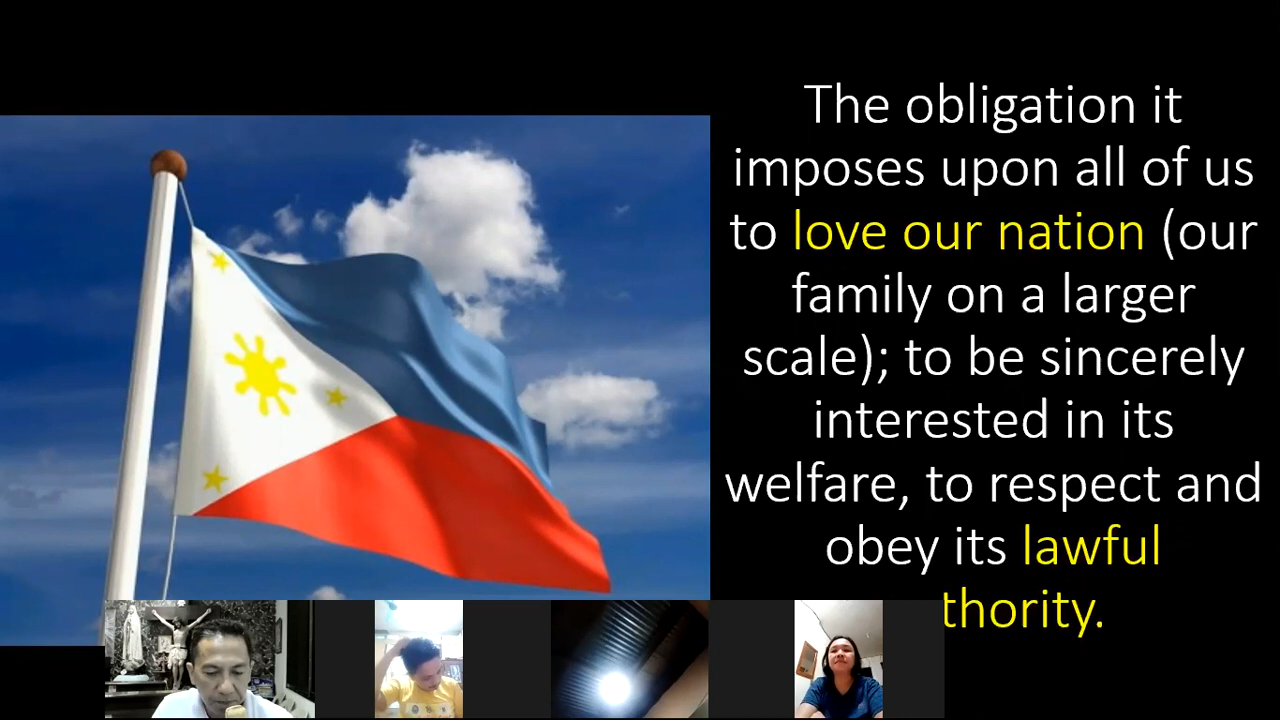 The obligation it
imposes upon all of us
to love our nation (our
family on a larger
scale); to be sincerely
interested in its
welfare, to respect and
obey its lawful
thority.